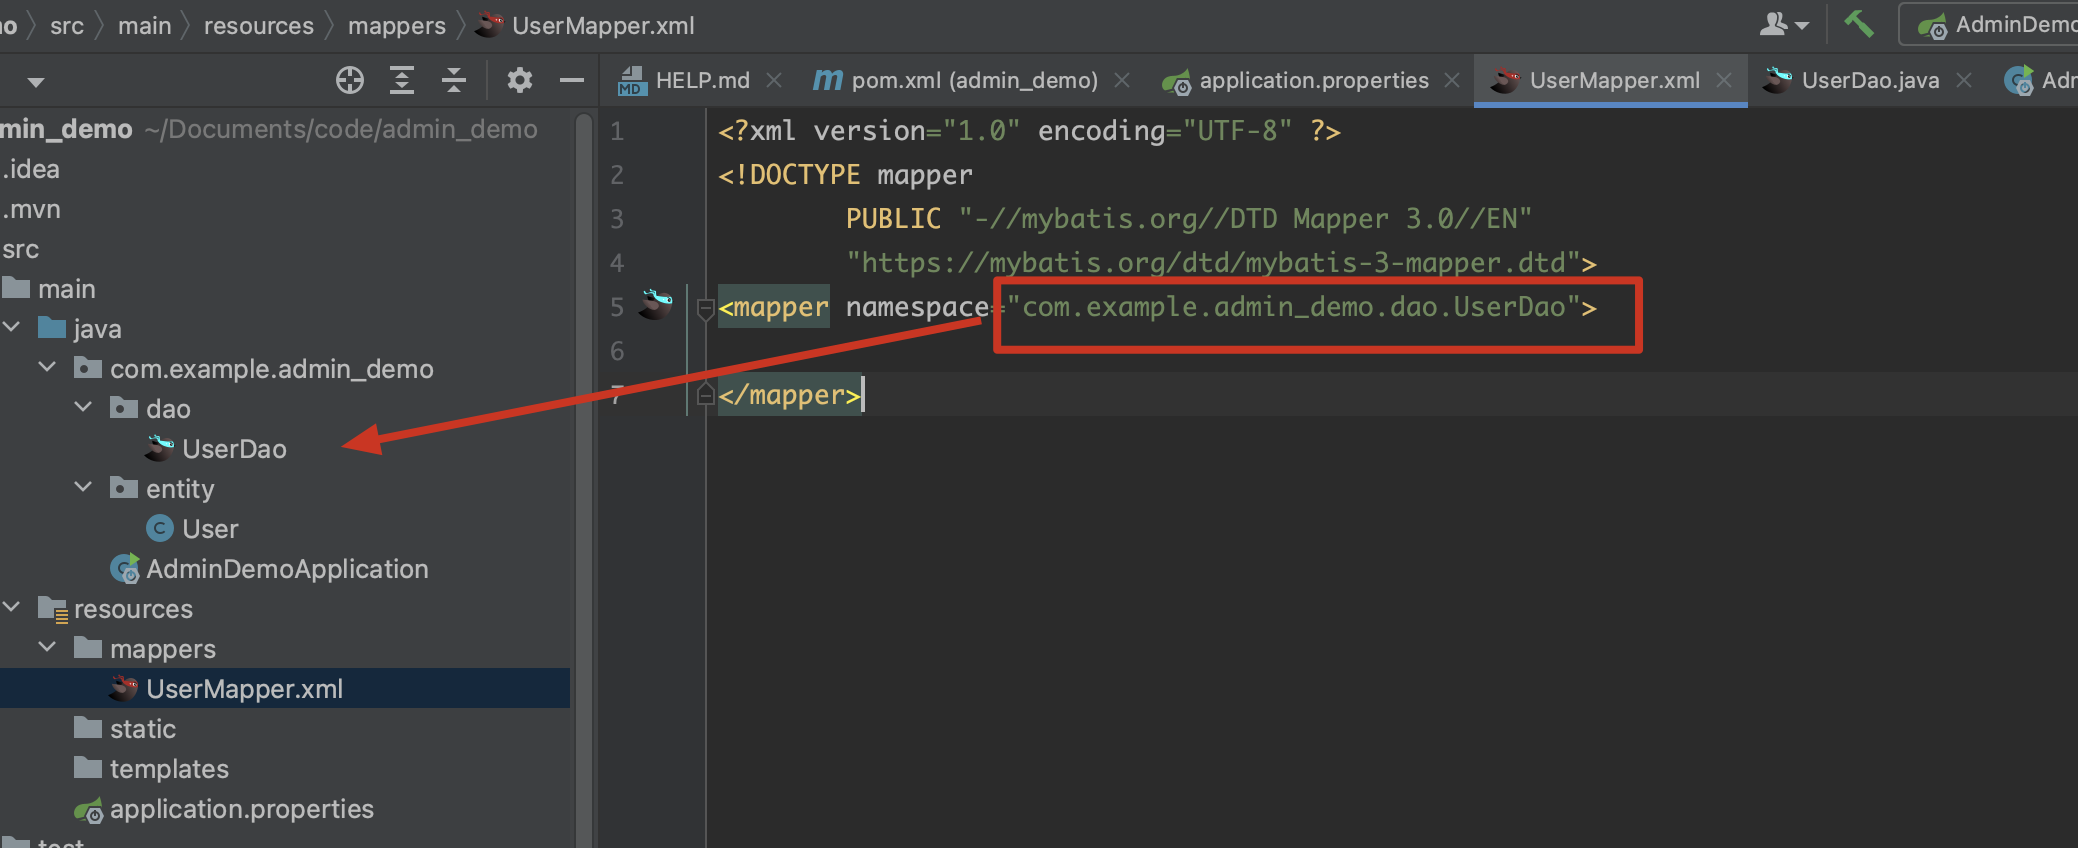 o src main resources mappers UserMapper.xml AdminDemo
HELP.md pom.xml (admin_demo) application.properties UserMapper.xml UserDao.java Adm
min_demo ~/Documents/code/admin_demo
.idea
.mvn
src
main
java
com.example.admin_demo
dao
UserDao
entity
User
AdminDemoApplication
resources
mappers
UserMapper.xml
static
templates
application.properties
test
1 <?xml version="1.0" encoding="UTF-8" ?>
2 <!DOCTYPE mapper
3 PUBLIC "-//mybatis.org//DTD Mapper 3.0//EN"
4 "https://mybatis.org/dtd/mybatis-3-mapper.dtd">
5 <mapper namespace="com.example.admin_demo.dao.UserDao">
6
7 </mapper>